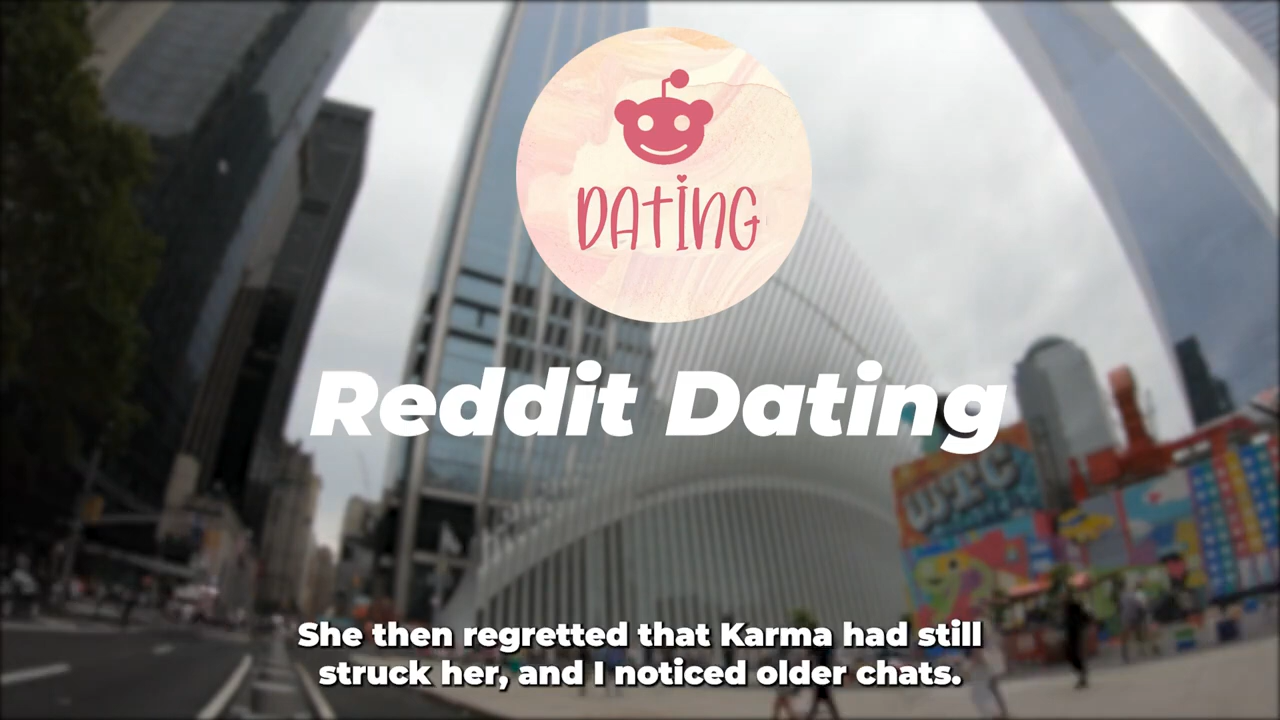 DATING
Reddit Dating
She then regretted that Karma had still
struck her, and I noticed older chats.